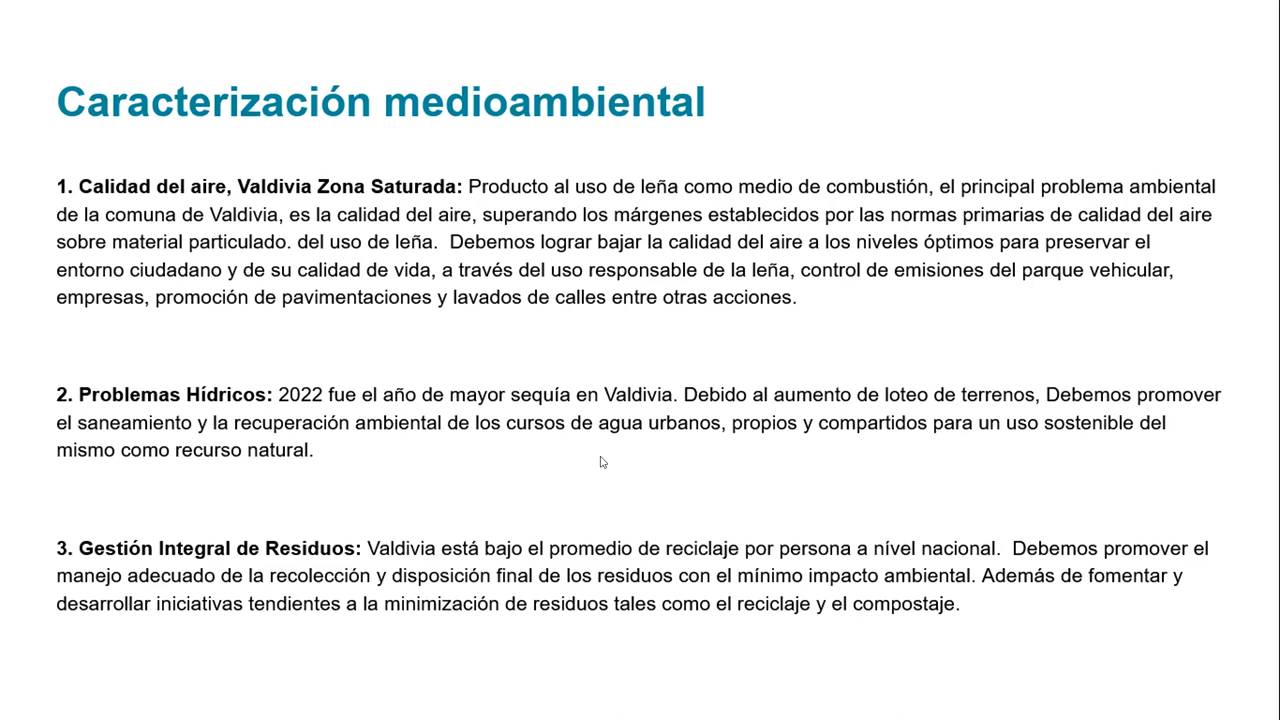 Caracterización medioambiental
1. Calidad del aire, Valdivia Zona Saturada: Producto al uso de leña como medio de combustión, el principal problema ambiental
de la comuna de Valdivia, es la calidad del aire, superando los márgenes establecidos por las normas primarias de calidad del aire
sobre material particulado. del uso de leña.  Debemos lograr bajar la calidad del aire a los niveles óptimos para preservar el
entorno ciudadano y de su calidad de vida, a través del uso responsable de la leña, control de emisiones del parque vehicular,
empresas, promoción de pavimentaciones y lavados de calles entre otras acciones.
2. Problemas Hídricos: 2022 fue el año de mayor sequía en Valdivia. Debido al aumento de loteo de terrenos, Debemos promover
el saneamiento y la recuperación ambiental de los cursos de agua urbanos, propios y compartidos para un uso sostenible del
mismo como recurso natural.
3. Gestión Integral de Residuos: Valdivia está bajo el promedio de reciclaje por persona a nível nacional.  Debemos promover el
manejo adecuado de la recolección y disposición final de los residuos con el mínimo impacto ambiental. Además de fomentar y
desarrollar iniciativas tendientes a la minimización de residuos tales como el reciclaje y el compostaje.